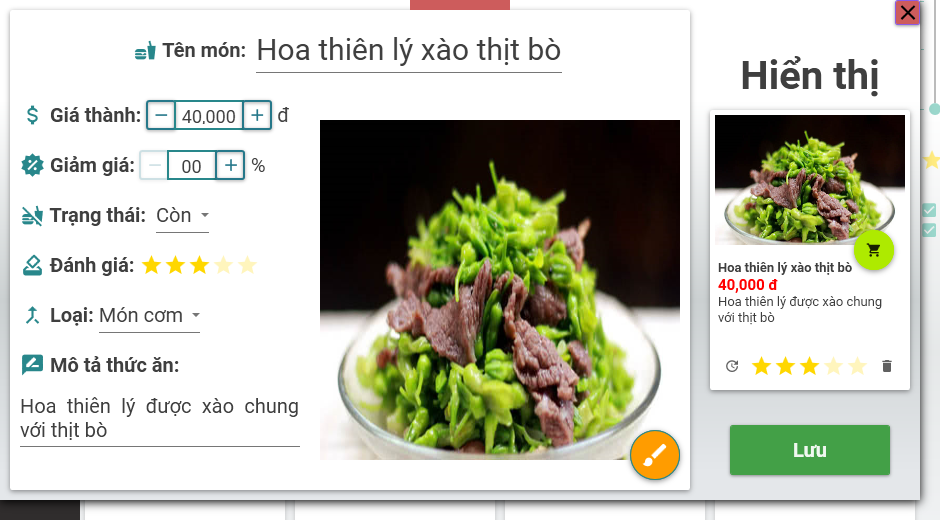 Tên món: Hoa thiên lý xào thịt bò
Giá thành: 40,000 đ
Giảm giá: 00 %
Trạng thái: Còn
Đánh giá:
Loại: Món cơm
Mô tả thức ăn:
Hoa thiên lý được xào chung
với thịt bò
Hiển thị
Hoa thiên lý xào thịt bò
40,000 đ
Hoa thiên lý được xào chung
với thịt bò
Lưu